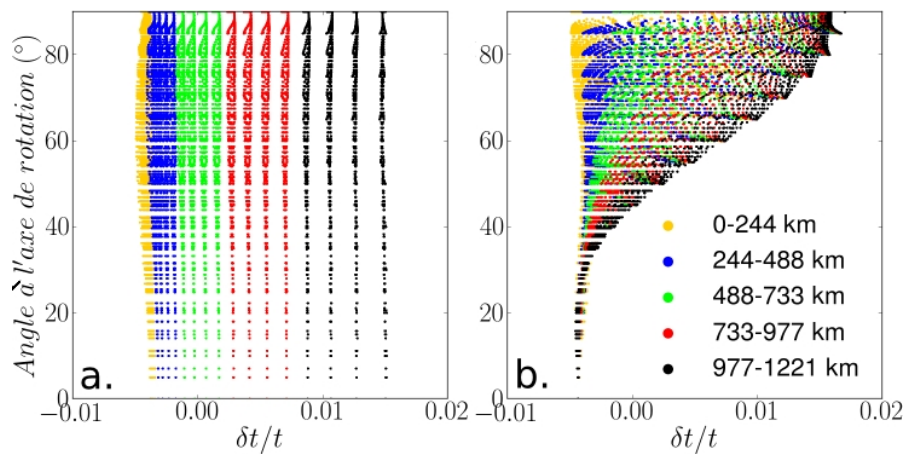 Angle à l'axe de rotation (°)
80
60
40
20
0
a.
−0.01
0.00
0.01
0.02
δt/t
80
60
40
20
0
b.
0-244 km
244-488 km
488-733 km
733-977 km
977-1221 km
−0.01
0.00
0.01
0.02
δt/t